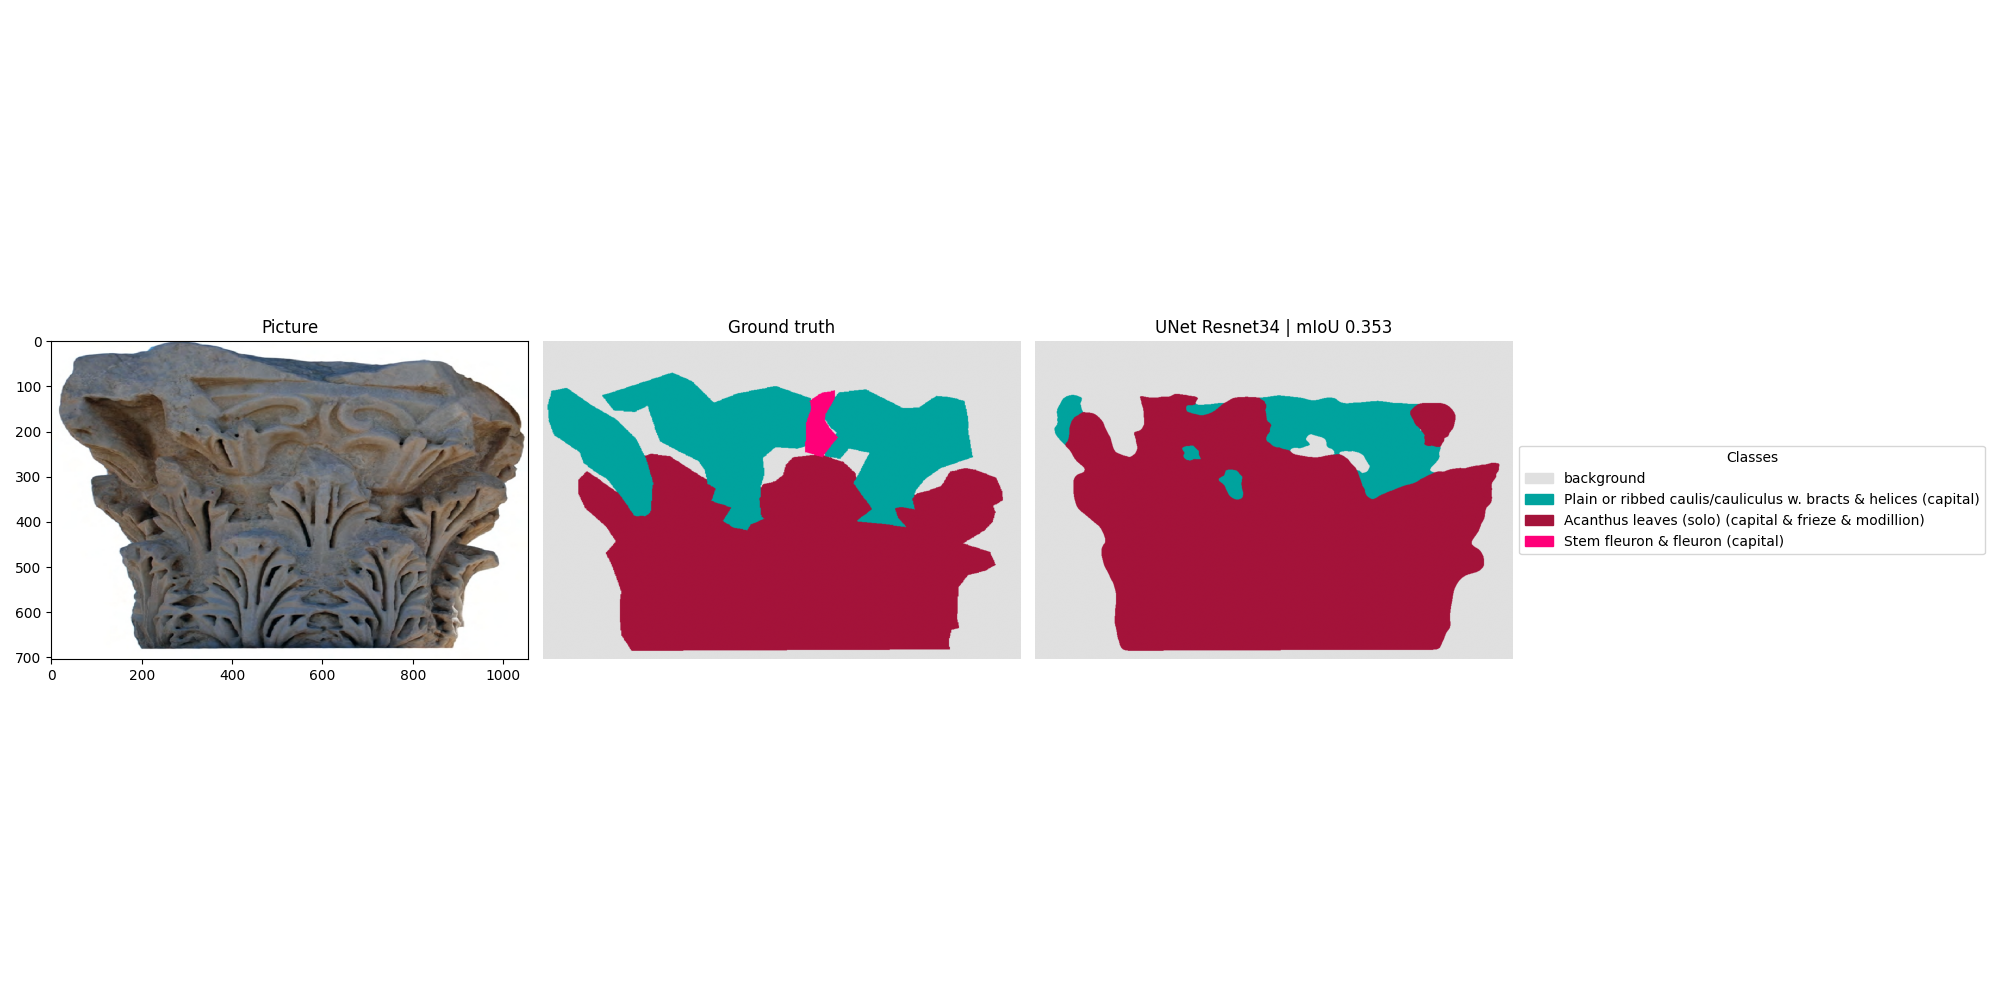 Picture
Ground truth
UNet Resnet34 | mIoU 0.353
0
100
200
300
400
500
600
700
0
200
400
600
800
1000
Classes
background
Plain or ribbed caulis/cauliculus w. bracts & helices (capital)
Acanthus leaves (solo) (capital & frieze & modillion)
Stem fleuron & fleuron (capital)